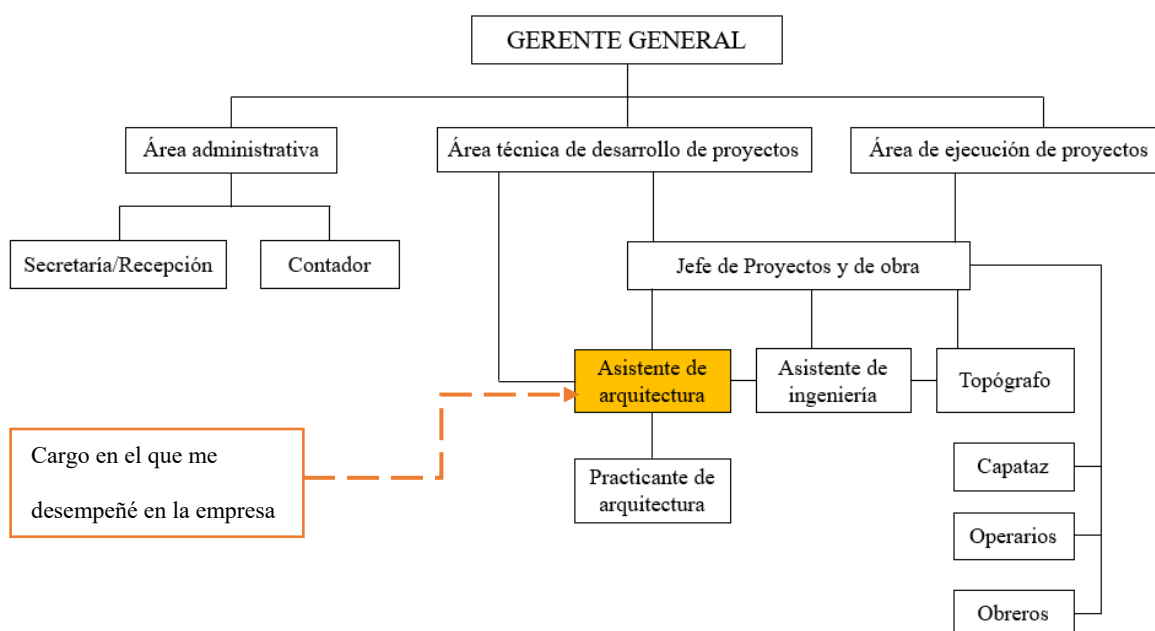 GERENTE GENERAL
Área administrativa
Área técnica de desarrollo de proyectos
Área de ejecución de proyectos
Secretaría/Recepción
Contador
Jefe de Proyectos y de obra
Asistente de
arquitectura
Asistente de
ingeniería
Topógrafo
Cargo en el que me
desempeñé en la empresa
Practicante de
arquitectura
Capataz
Operarios
Obreros